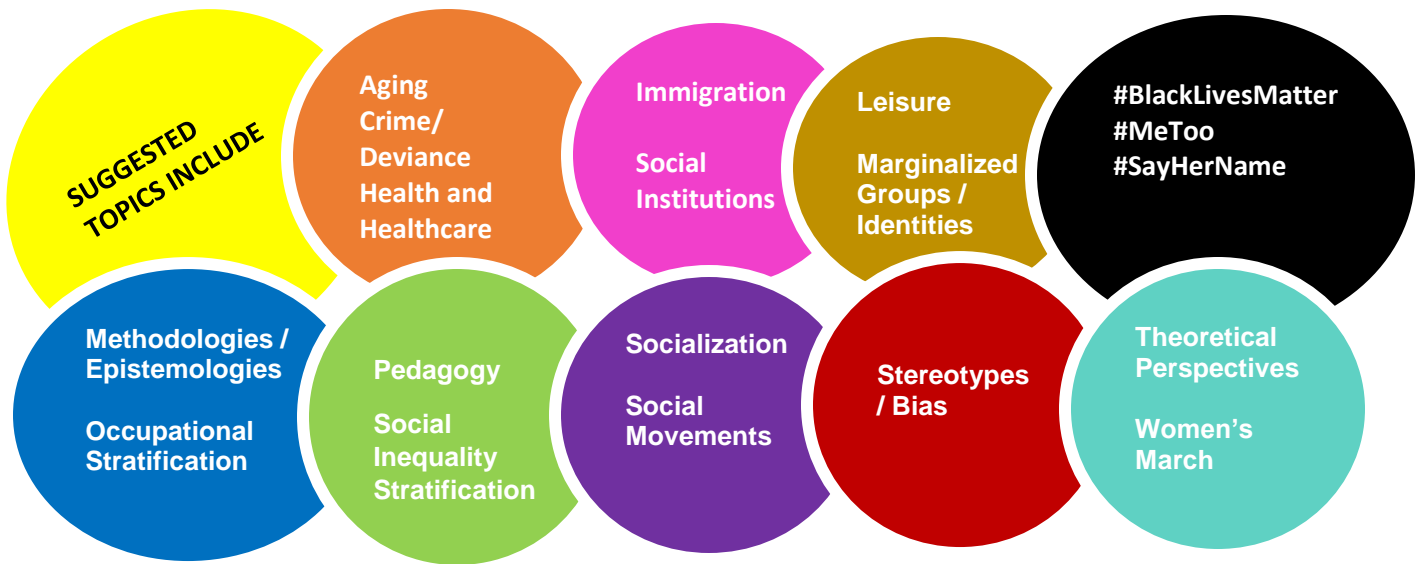 SUGGESTED
TOPICS INCLUDE
Aging
Crime/
Deviance
Health and
Healthcare
Immigration
Social
Institutions
Leisure
Marginalized
Groups /
Identities
#BlackLivesMatter
#MeToo
#SayHerName
Methodologies /
Epistemologies
Occupational
Stratification
Pedagogy
Social
Inequality
Stratification
Socialization
Social
Movements
Stereotypes
/ Bias
Theoretical
Perspectives
Women’s
March